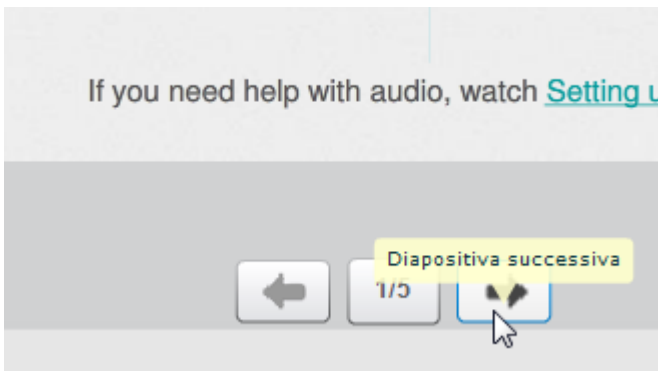 If you need help with audio, watch Setting
Diapositiva successiva
1/5